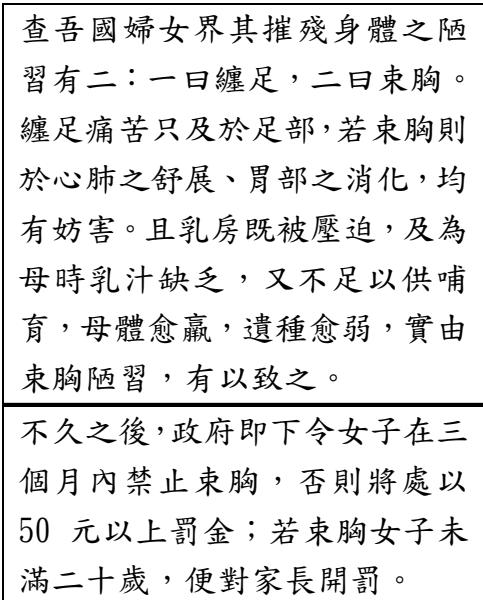 查吾國婦女界其摧殘身體之陋
習有二：一曰纏足，二曰束胸。
纏足痛苦只及於足部，若束胸則
於心肺之舒展、胃部之消化，均
有妨害。且乳房既被壓迫，及為
母時乳汁缺乏，又不足以供哺
育，母體愈羸，遺種愈弱，實由
束胸陋習，有以致之。
不久之後，政府即下令女子在三
個月內禁止束胸，否則將處以
50 元以上罰金；若束胸女子未
滿二十歲，便對家長開罰。